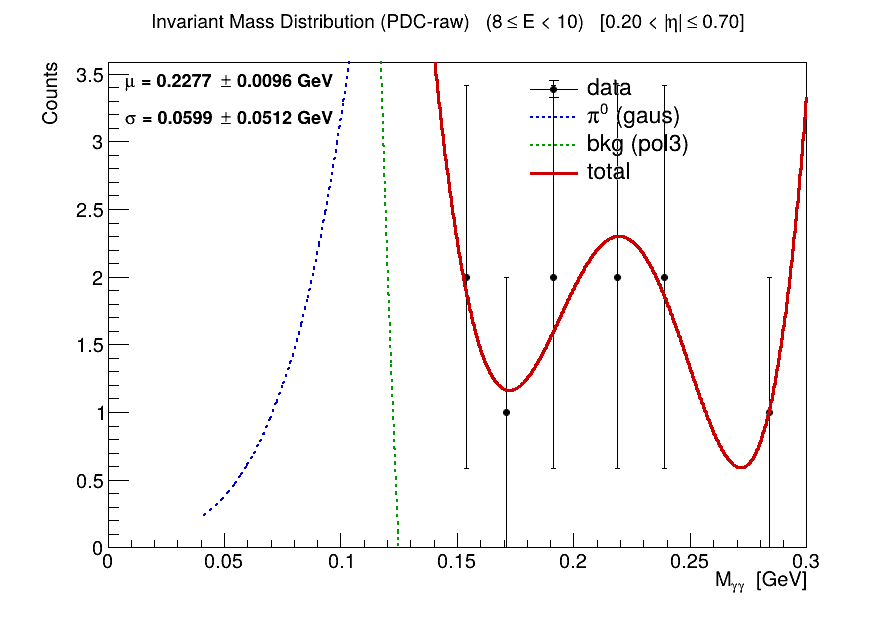 Invariant Mass Distribution (PDC-raw) (8 ≤ E < 10) [0.20 < |η| ≤ 0.70]
Counts
μ = 0.2277 ± 0.0096 GeV
σ = 0.0599 ± 0.0512 GeV
data
π⁰ (gaus)
bkg (pol3)
total
3.5
3
2.5
2
1.5
1
0.5
0
0 0.05 0.1 0.15 0.2 0.25 0.3
Mγγ [GeV]